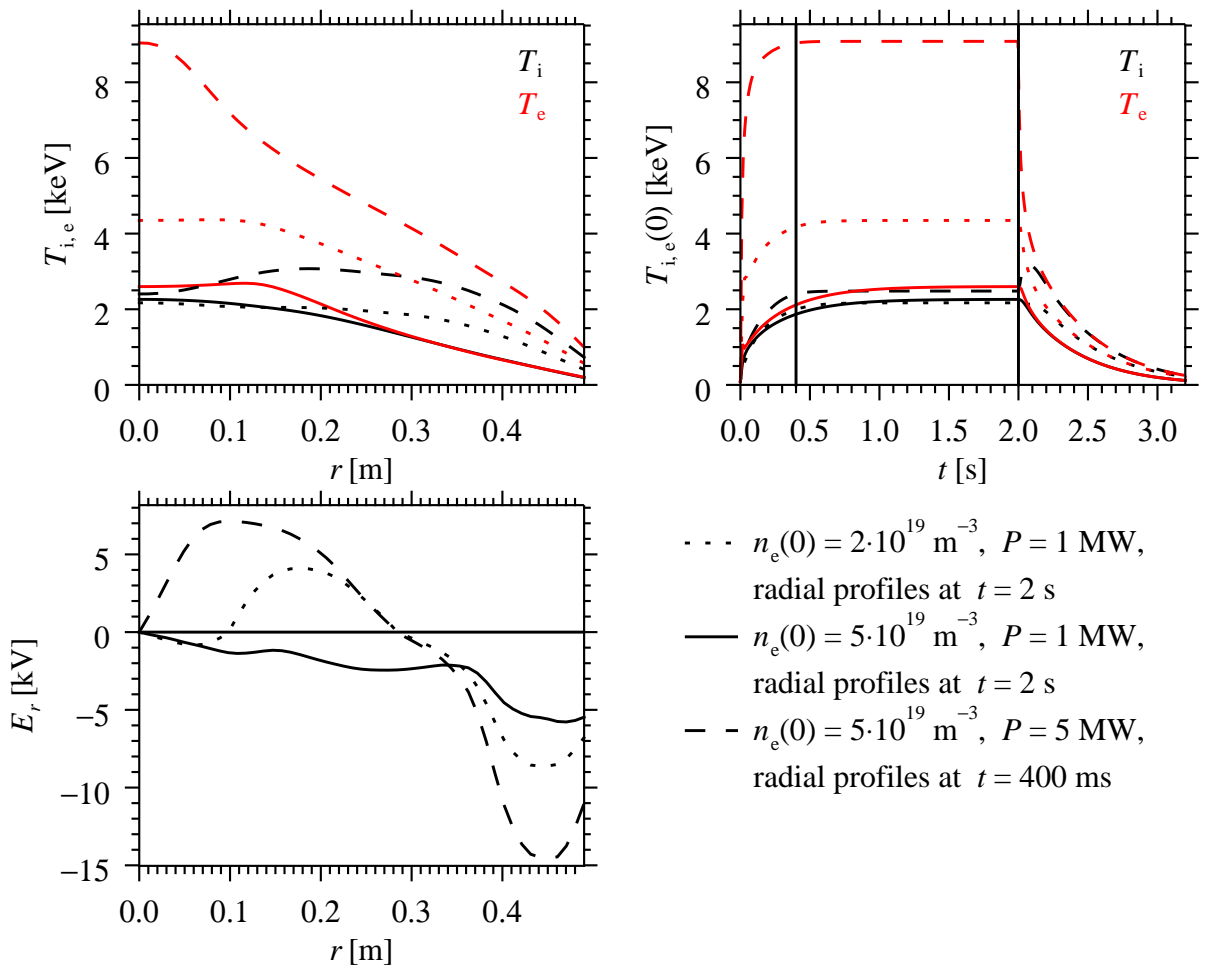 T_i
T_e
T_i,e [keV]
8
6
4
2
0
0.0 0.1 0.2 0.3 0.4
r [m]
T_i
T_e
T_i,e(0) [keV]
8
6
4
2
0
0.0 0.5 1.0 1.5 2.0 2.5 3.0
t [s]
E_r [kV]
5
0
−5
−10
−15
0.0 0.1 0.2 0.3 0.4
r [m]
n_e(0) = 2·10^19 m^−3, P = 1 MW,
radial profiles at t = 2 s
n_e(0) = 5·10^19 m^−3, P = 1 MW,
radial profiles at t = 2 s
n_e(0) = 5·10^19 m^−3, P = 5 MW,
radial profiles at t = 400 ms